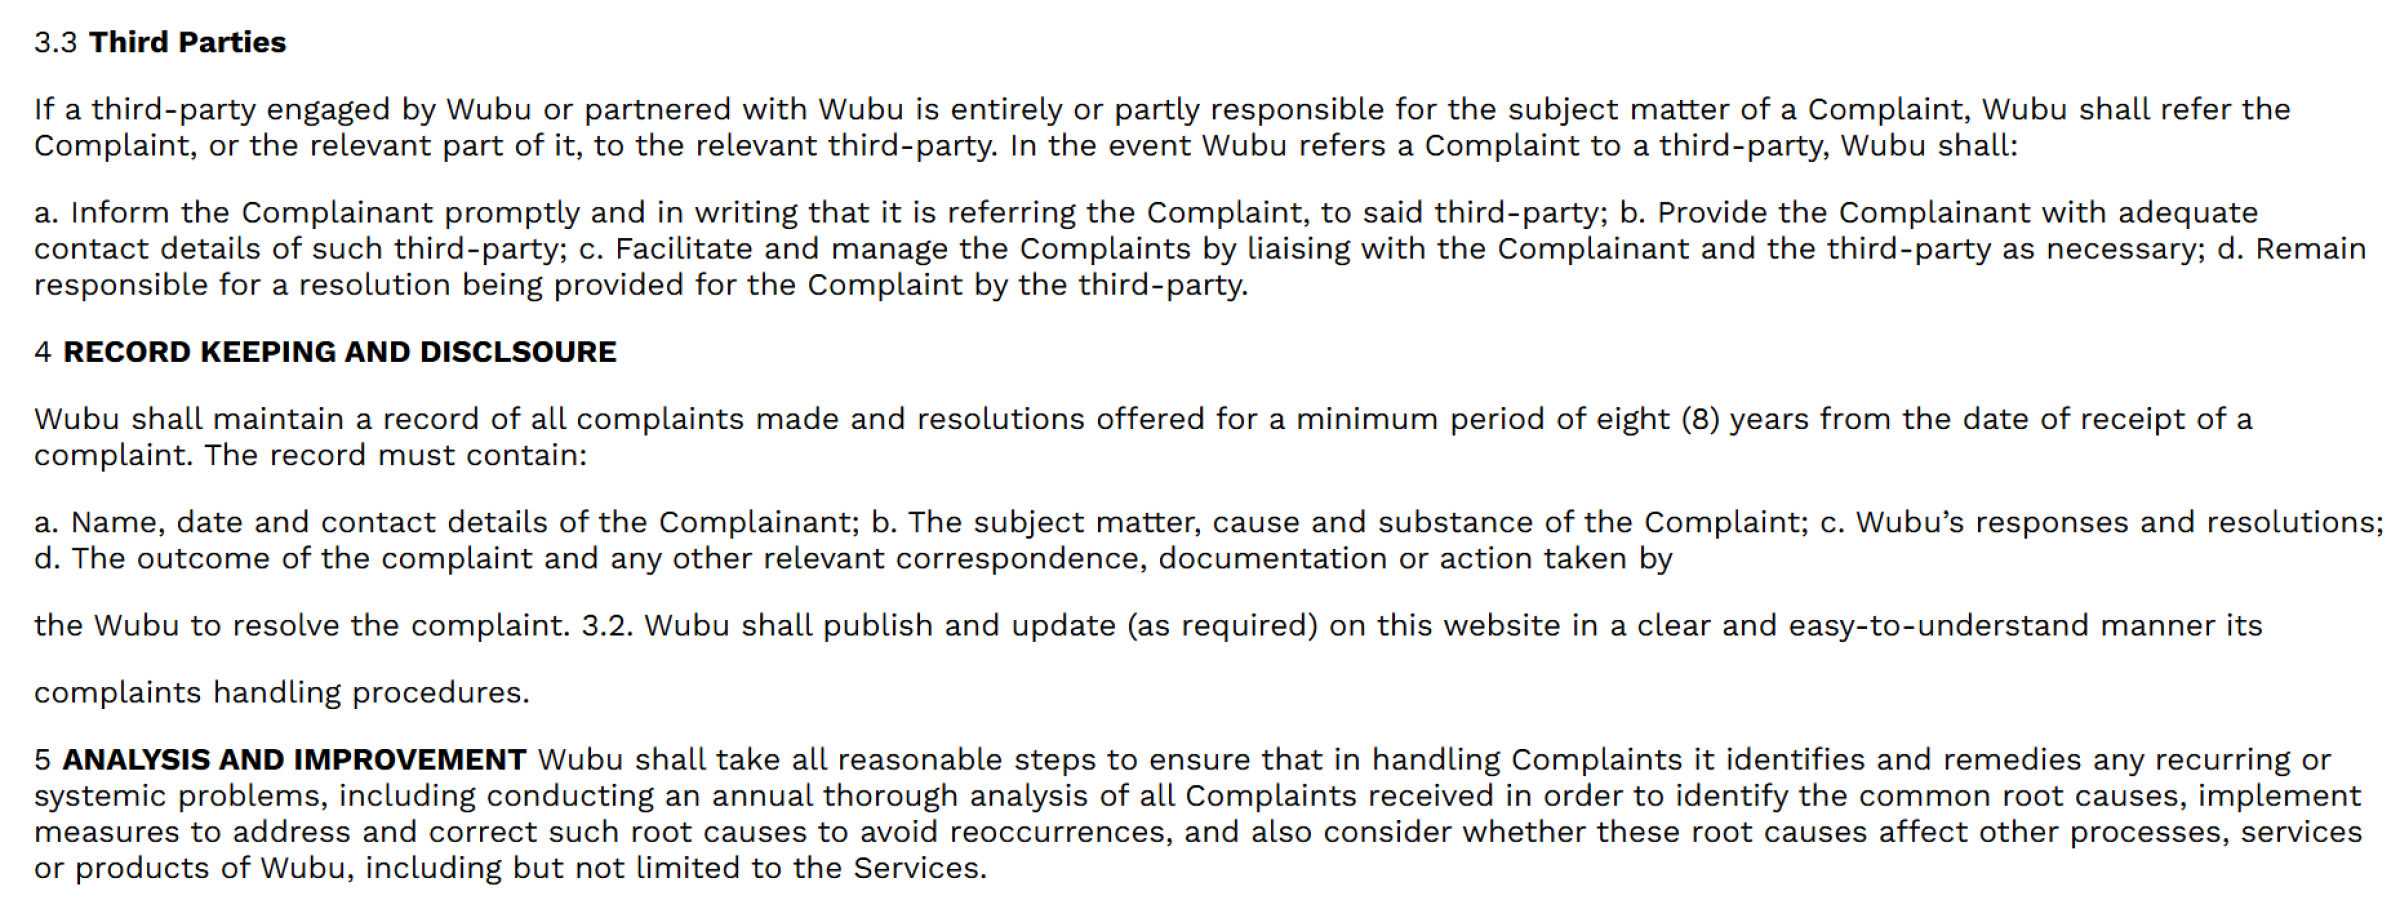 3.3 Third Parties
If a third-party engaged by Wubu or partnered with Wubu is entirely or partly responsible for the subject matter of a Complaint, Wubu shall refer the
Complaint, or the relevant part of it, to the relevant third-party. In the event Wubu refers a Complaint to a third-party, Wubu shall:
a. Inform the Complainant promptly and in writing that it is referring the Complaint, to said third-party; b. Provide the Complainant with adequate
contact details of such third-party; c. Facilitate and manage the Complaints by liaising with the Complainant and the third-party as necessary; d. Remain
responsible for a resolution being provided for the Complaint by the third-party.
4 RECORD KEEPING AND DISCLSOURE
Wubu shall maintain a record of all complaints made and resolutions offered for a minimum period of eight (8) years from the date of receipt of a
complaint. The record must contain:
a. Name, date and contact details of the Complainant; b. The subject matter, cause and substance of the Complaint; c. Wubu’s responses and resolutions;
d. The outcome of the complaint and any other relevant correspondence, documentation or action taken by
the Wubu to resolve the complaint. 3.2. Wubu shall publish and update (as required) on this website in a clear and easy-to-understand manner its
complaints handling procedures.
5 ANALYSIS AND IMPROVEMENT Wubu shall take all reasonable steps to ensure that in handling Complaints it identifies and remedies any recurring or
systemic problems, including conducting an annual thorough analysis of all Complaints received in order to identify the common root causes, implement
measures to address and correct such root causes to avoid reoccurrences, and also consider whether these root causes affect other processes, services
or products of Wubu, including but not limited to the Services.